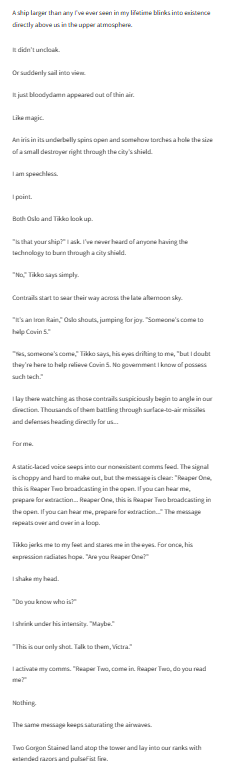 A ship larger than any I've ever seen in my lifetime blinks into existence
directly above us in the upper atmosphere.
It didn't uncloak.
Or suddenly sail into view.
It just bloodydamn appeared out of thin air.
Like magic.
An iris in its underbelly spins open and somehow torches a hole the size
of a small destroyer right through the city's shield.
I am speechless.
I point.
Both Oslo and Tikko look up.
"Is that your ship?" I ask. I've never heard of anyone having the
technology to burn through a city shield.
"No," Tikko says simply.
Contrails start to sear their way across the late afternoon sky.
"It's an Iron Rain," Oslo shouts, jumping for joy. "Someone's come to
help Covin 5."
"Yes, someone's come," Tikko says, his eyes drifting to me, "but I doubt
they're here to help relieve Covin 5. No government I know of possess
such tech."
I lay there watching as those contrails suspiciously begin to angle in our
direction. Thousands of them battling through surface-to-air missiles
and defenses heading directly for us...
For me.
A static-laced voice seeps into our nonexistent comms feed. The signal
is choppy and hard to make out, but the message is clear: "Reaper One,
this is Reaper Two broadcasting in the open. If you can hear me,
prepare for extraction... Reaper One, this is Reaper Two broadcasting in
the open. If you can hear me, prepare for extraction..." The message
repeats over and over in a loop.
Tikko jerks me to my feet and stares me in the eyes. For once, his
expression radiates hope. "Are you Reaper One?"
I shake my head.
"Do you know who is?"
I shrink under his intensity. "Maybe."
"This is our only shot. Talk to them, Victra."
I activate my comms. "Reaper Two, come in. Reaper Two, do you read
me?"
Nothing.
The same message keeps saturating the airwaves.
Two Gorgon Stained land atop the tower and lay into our ranks with
extended razors and pulseFist fire.